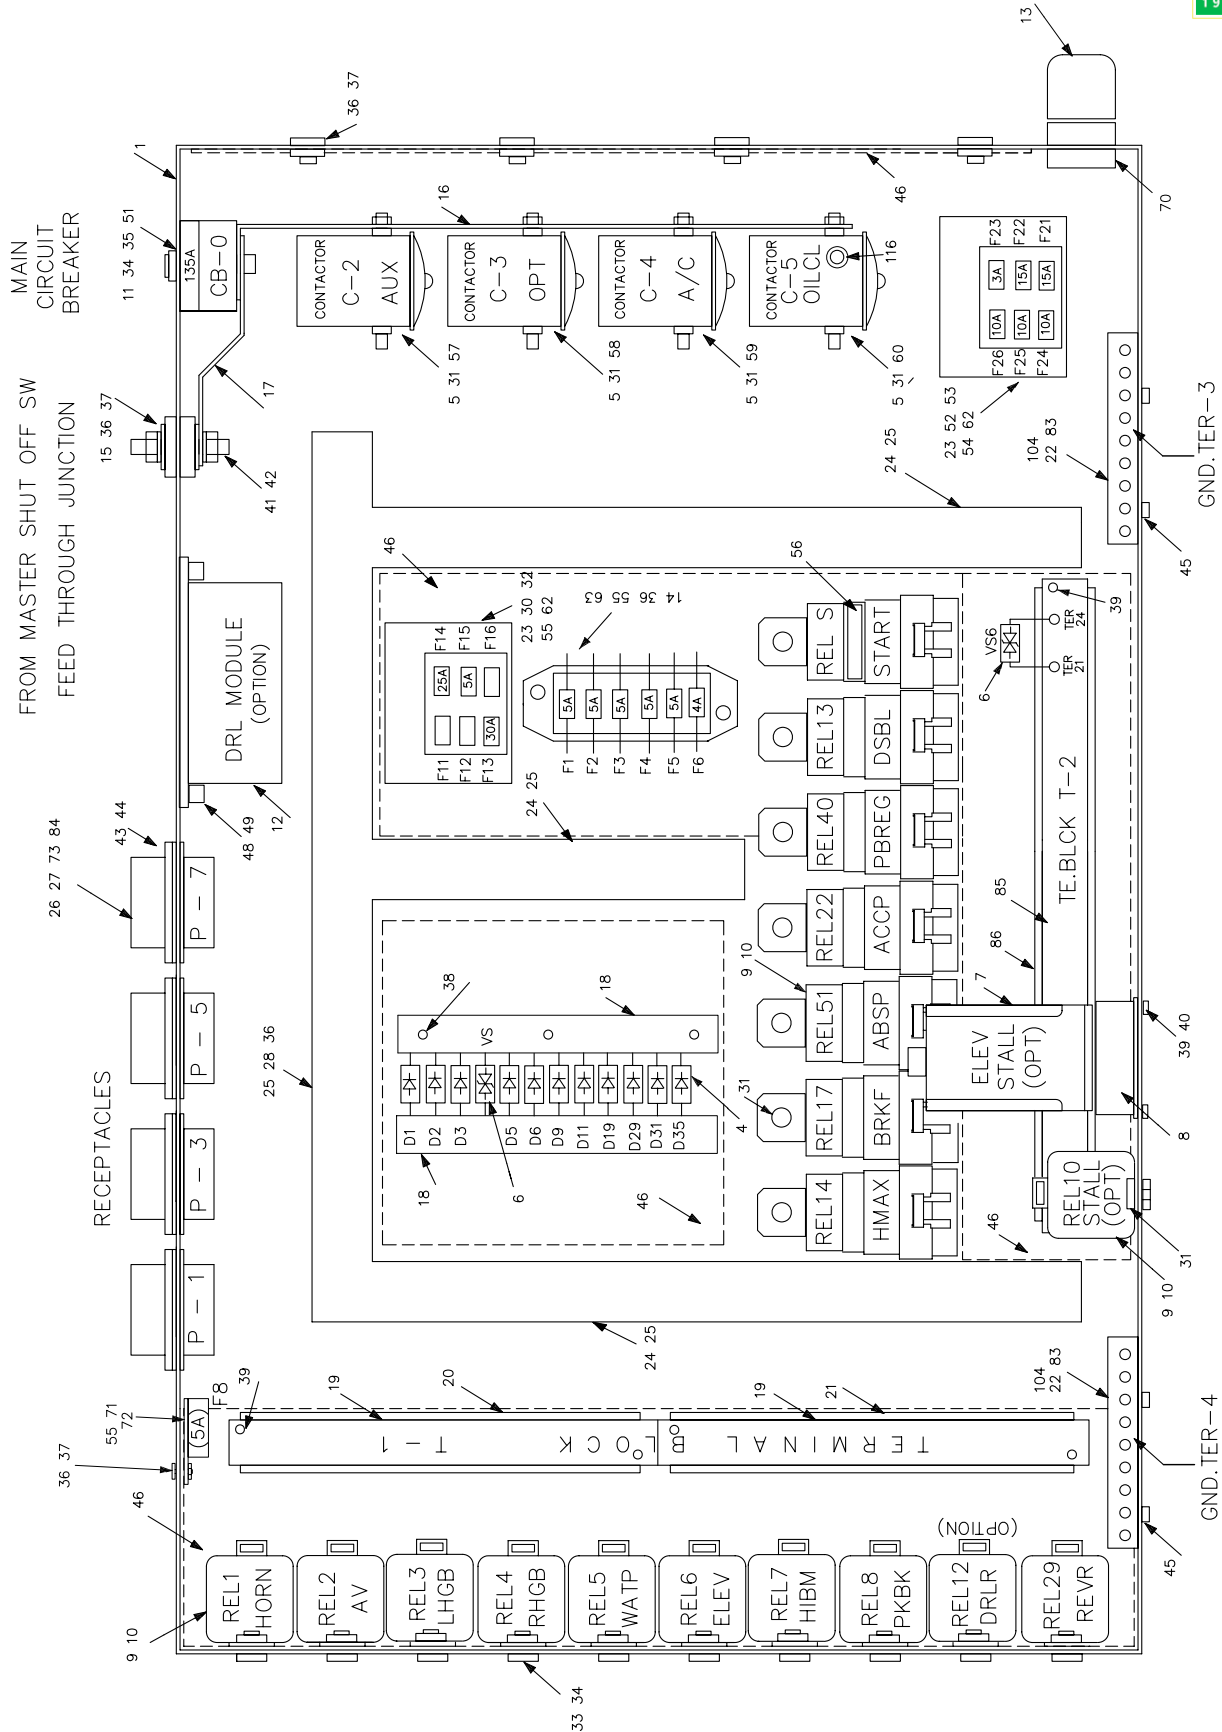 19
MAIN
CIRCUIT
BREAKER
FROM MASTER SHUT OFF SW
FEED THROUGH JUNCTION
RECEPTACLES
13
36 37
1
11 34 35 51
135A
CB-0
17
15 36 37
41 42
16
CONTACTOR
C-2
AUX
5 31 57
CONTACTOR
C-3
OPT
5 31 58
CONTACTOR
C-4
A/C
5 31 59
CONTACTOR
C-5
OILCL
116
5 31 60
46
70
F23
F22
F21
3A
15A
15A
10A
10A
10A
F26
F25
F24
23 52 53
54 62
104
22 83
GND.TER-3
45
24 25
DRL MODULE
(OPTION)
12
48 49
43 44
26 27 73 84
P - 7
P - 5
P - 3
P - 1
25 28 36
46
F14
F15
F16
25A
5A
30A
F11
F12
F13
23 30 32
55 62
14 36 55 63
5A
5A
5A
5A
5A
4A
F1
F2
F3
F4
F5
F6
24 25
56
REL S
START
REL13
DSBL
REL40
PBREG
REL22
ACCP
REL51
ABSP
REL17
BRKF
REL14
HMAX
9 10
31
38
18
VS
D1
D2
D3
D5
D6
D9
D11
D19
D29
D31
D35
18
6
4
46
39
VS6
TER
24
TER
21
6
TE.BLCK T-2
85
86
7
ELEV
STALL
(OPT)
39 40
8
REL10
STALL
(OPT)
46
31
9 10
24 25
55 71
72
(5A)
F8
39
36 37
19
20
19
21
TERMINAL BLOCK T-1
104
22 83
GND.TER-4
45
46
9 10
REL1
HORN
REL2
AV
REL3
LHGB
REL4
RHGB
REL5
WATP
REL6
ELEV
REL7
HIBM
REL8
PKBK
(OPTION)
REL12
DRLR
REL29
REVR
33 34